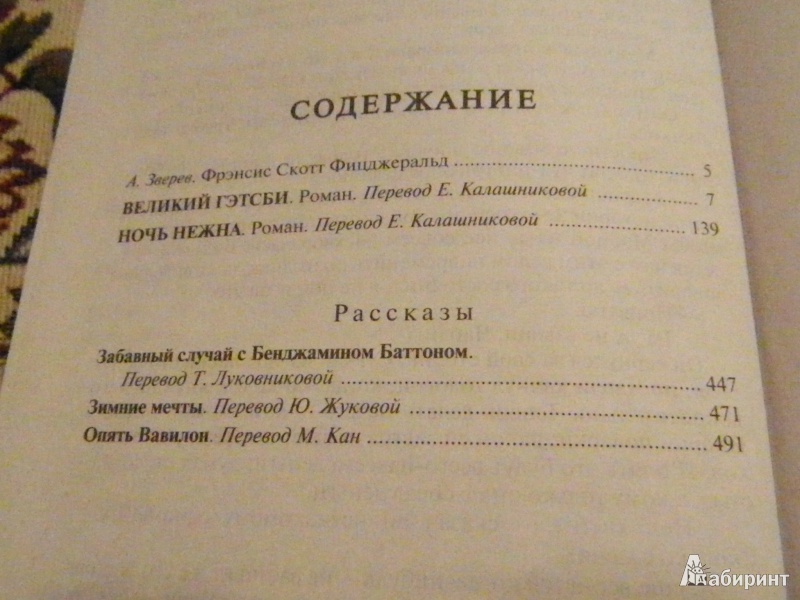 СОДЕРЖАНИЕ
А. Зверев. Фрэнсис Скотт Фицджеральд 5
ВЕЛИКИЙ ГЭТСБИ. Роман. Перевод Е. Калашниковой 7
НОЧЬ НЕЖНА. Роман. Перевод Е. Калашниковой 139
Рассказы
Забавный случай с Бенджамином Баттоном.
Перевод Т. Луковниковой 447
Зимние мечты. Перевод Ю. Жуковой 471
Опять Вавилон. Перевод М. Кан 491
Лабиринт